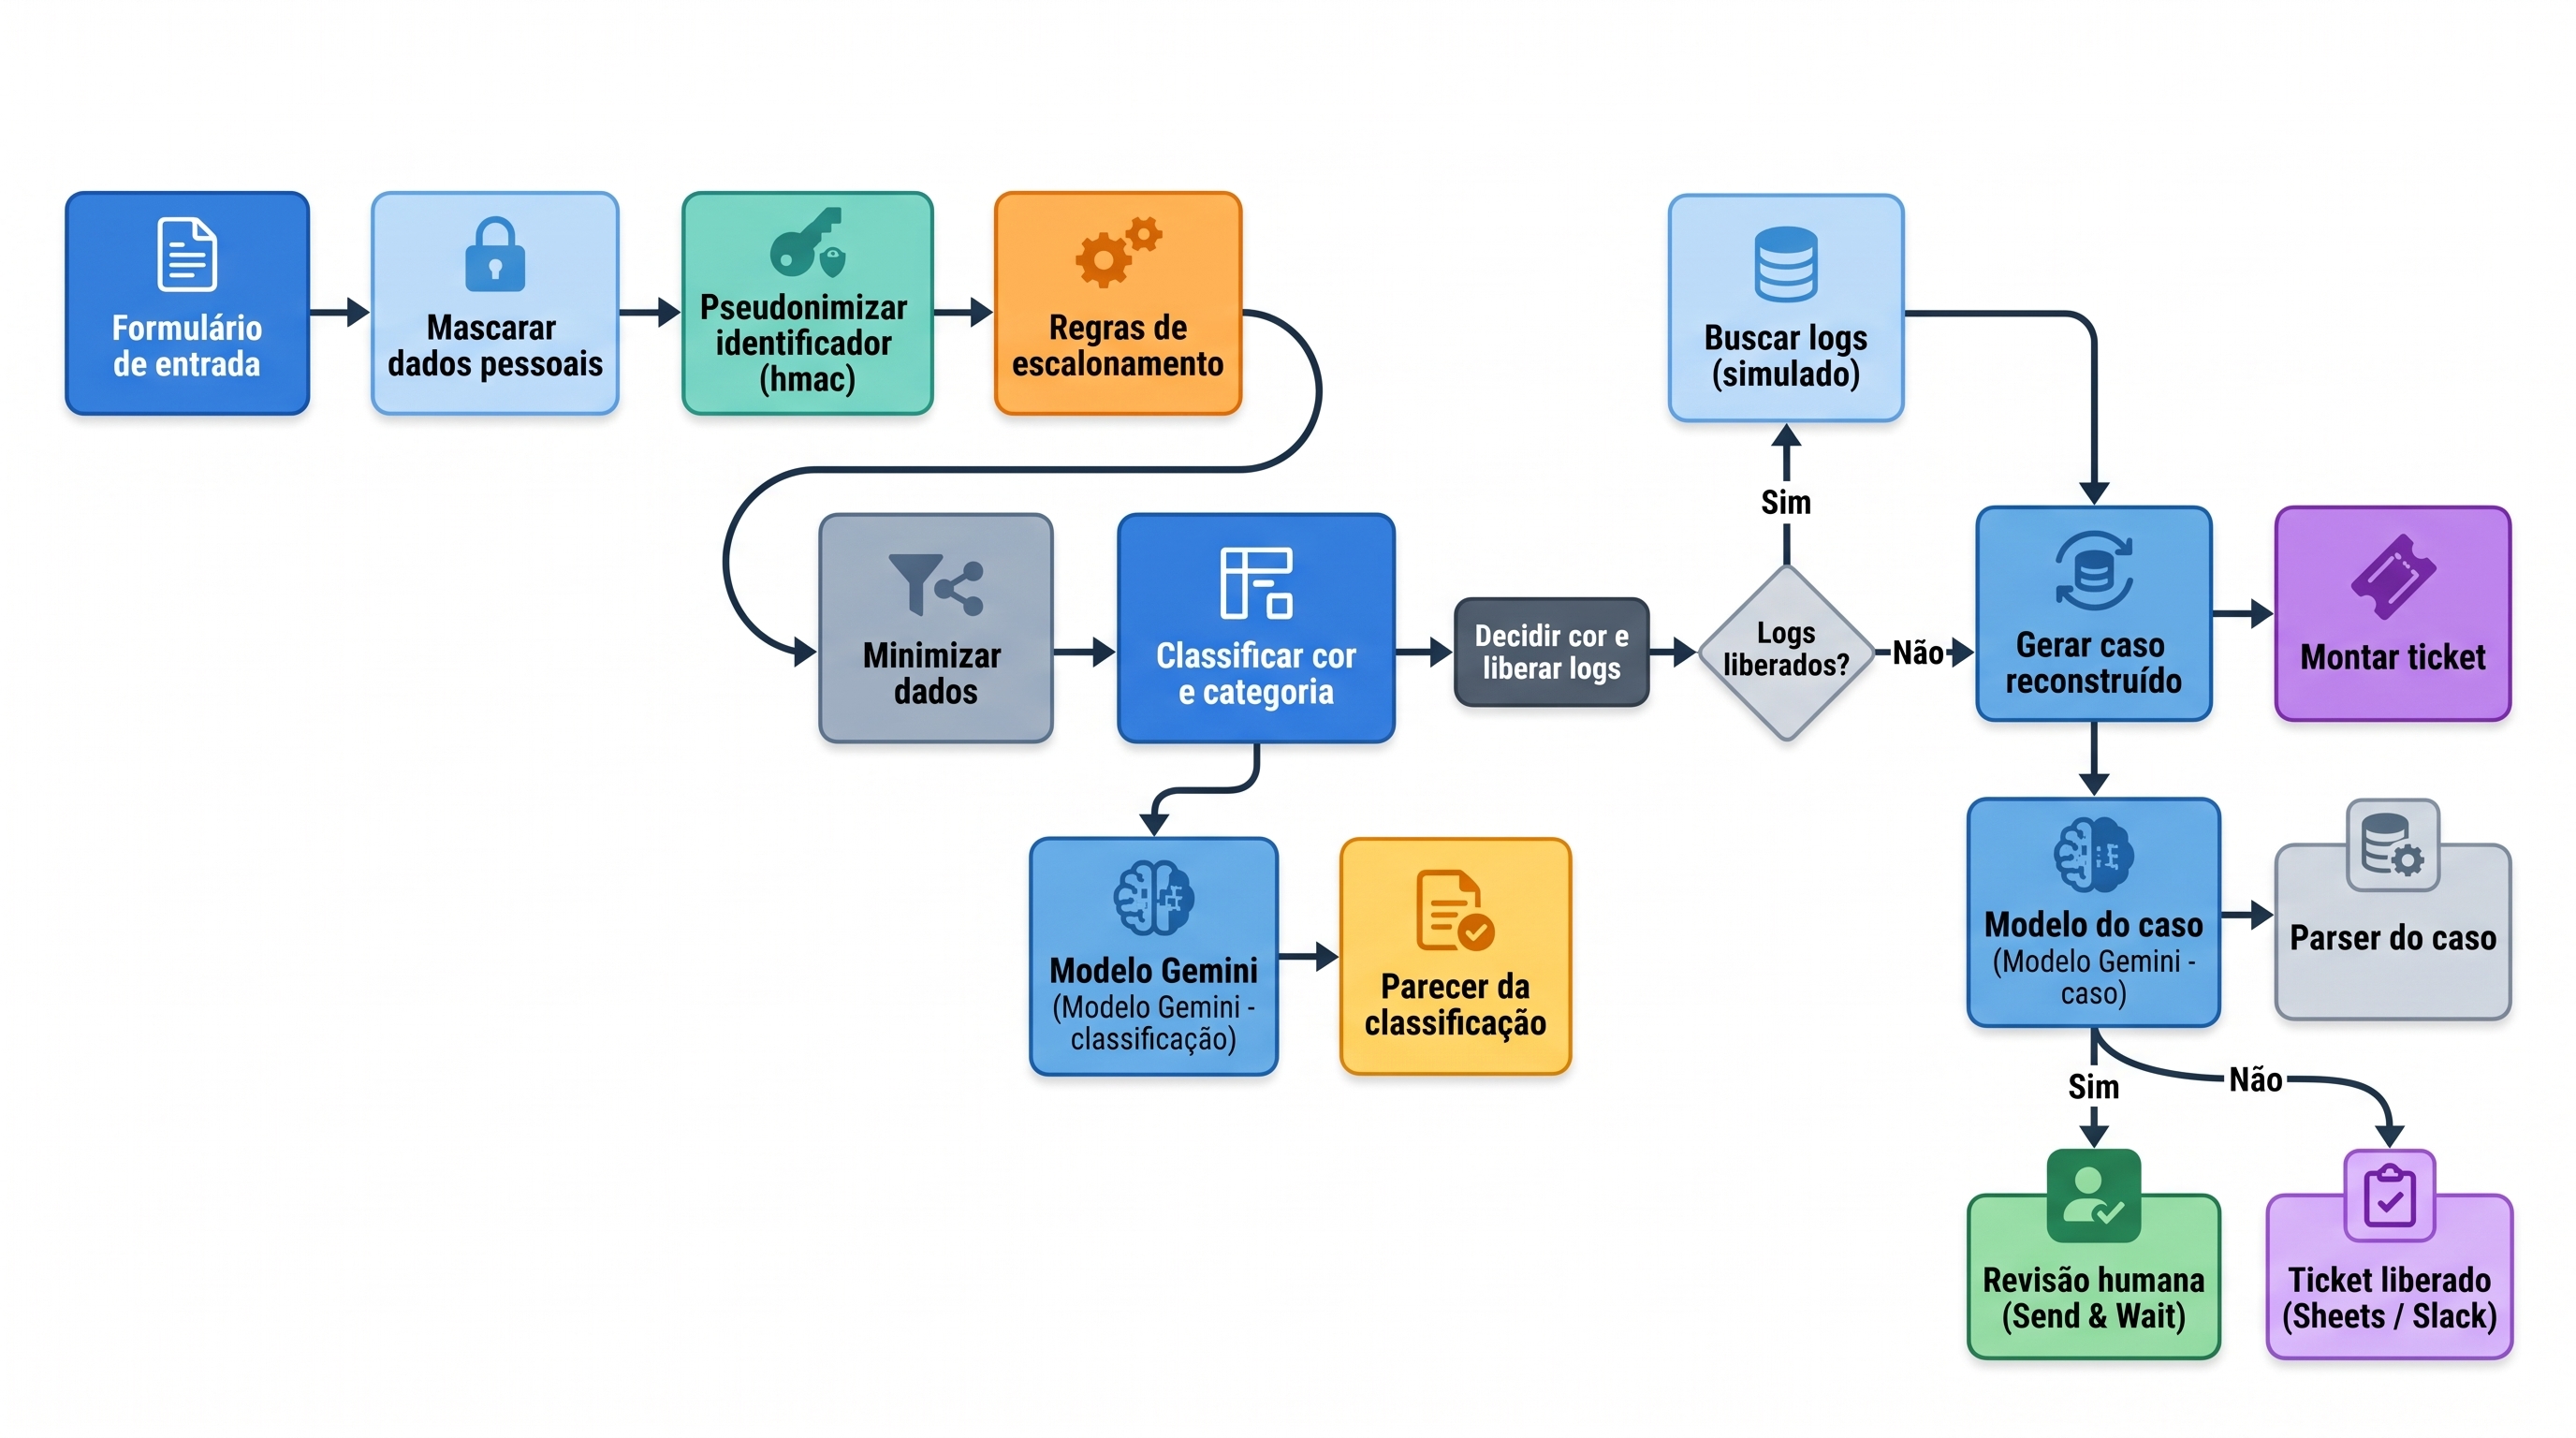 Formulário
de entrada
Mascarar
dados pessoais
Pseudonimizar
identificador
(hmac)
Regras de
escalonamento
Buscar logs
(simulado)
Sim
Minimizar
dados
Classificar cor
e categoria
Decidir cor e
liberar logs
Logs
liberados?
Não
Gerar caso
reconstruído
Montar ticket
Modelo Gemini
(Modelo Gemini -
classificação)
Parecer da
classificação
Modelo do caso
(Modelo Gemini -
caso)
Parser do caso
Sim
Não
Revisão humana
(Send & Wait)
Ticket liberado
(Sheets / Slack)